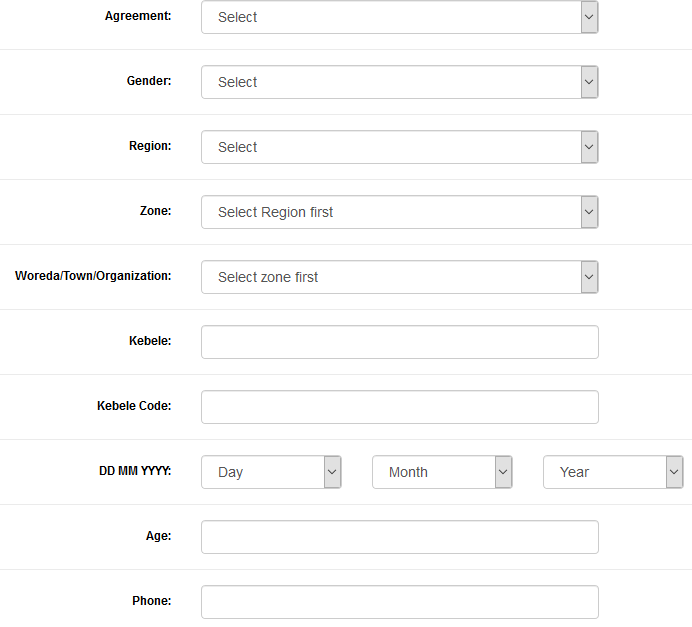 Agreement: Select
Gender: Select
Region: Select
Zone: Select Region first
Woreda/Town/Organization: Select zone first
Kebele:
Kebele Code:
DD MM YYYY: Day Month Year
Age:
Phone: